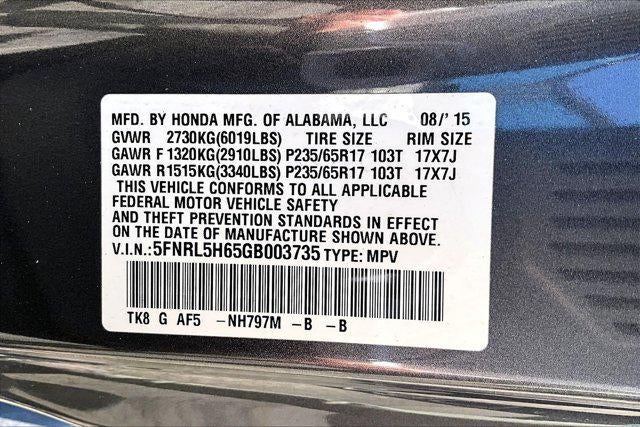 MFD. BY HONDA MFG. OF ALABAMA, LLC 08/' 15
GVWR 2730KG(6019LBS) TIRE SIZE RIM SIZE
GAWR F 1320KG(2910LBS) P235/65R17 103T 17X7J
GAWR R1515KG(3340LBS) P235/65R17 103T 17X7J
THIS VEHICLE CONFORMS TO ALL APPLICABLE
FEDERAL MOTOR VEHICLE SAFETY
AND THEFT PREVENTION STANDARDS IN EFFECT
ON THE DATE OF MANUFACTURE SHOWN ABOVE.
V.I.N.:5FNRL5H65GB003735 TYPE: MPV
TK8 G AF5 -NH797M -B -B